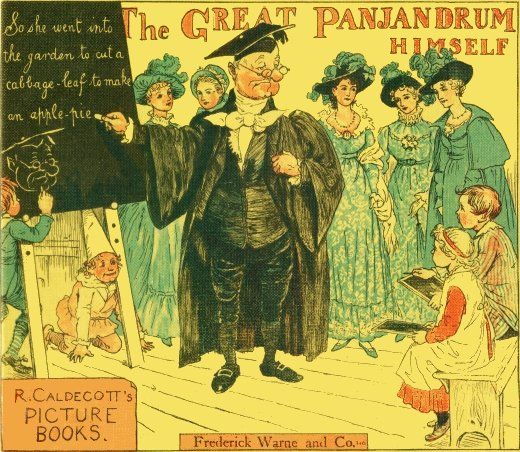 The Great Panjandrum
Himself
So she went into
the garden to cut a
cabbage-leaf to make
an apple-pie
R. Caldecott's
Picture
Books.
Frederick Warne and Co.